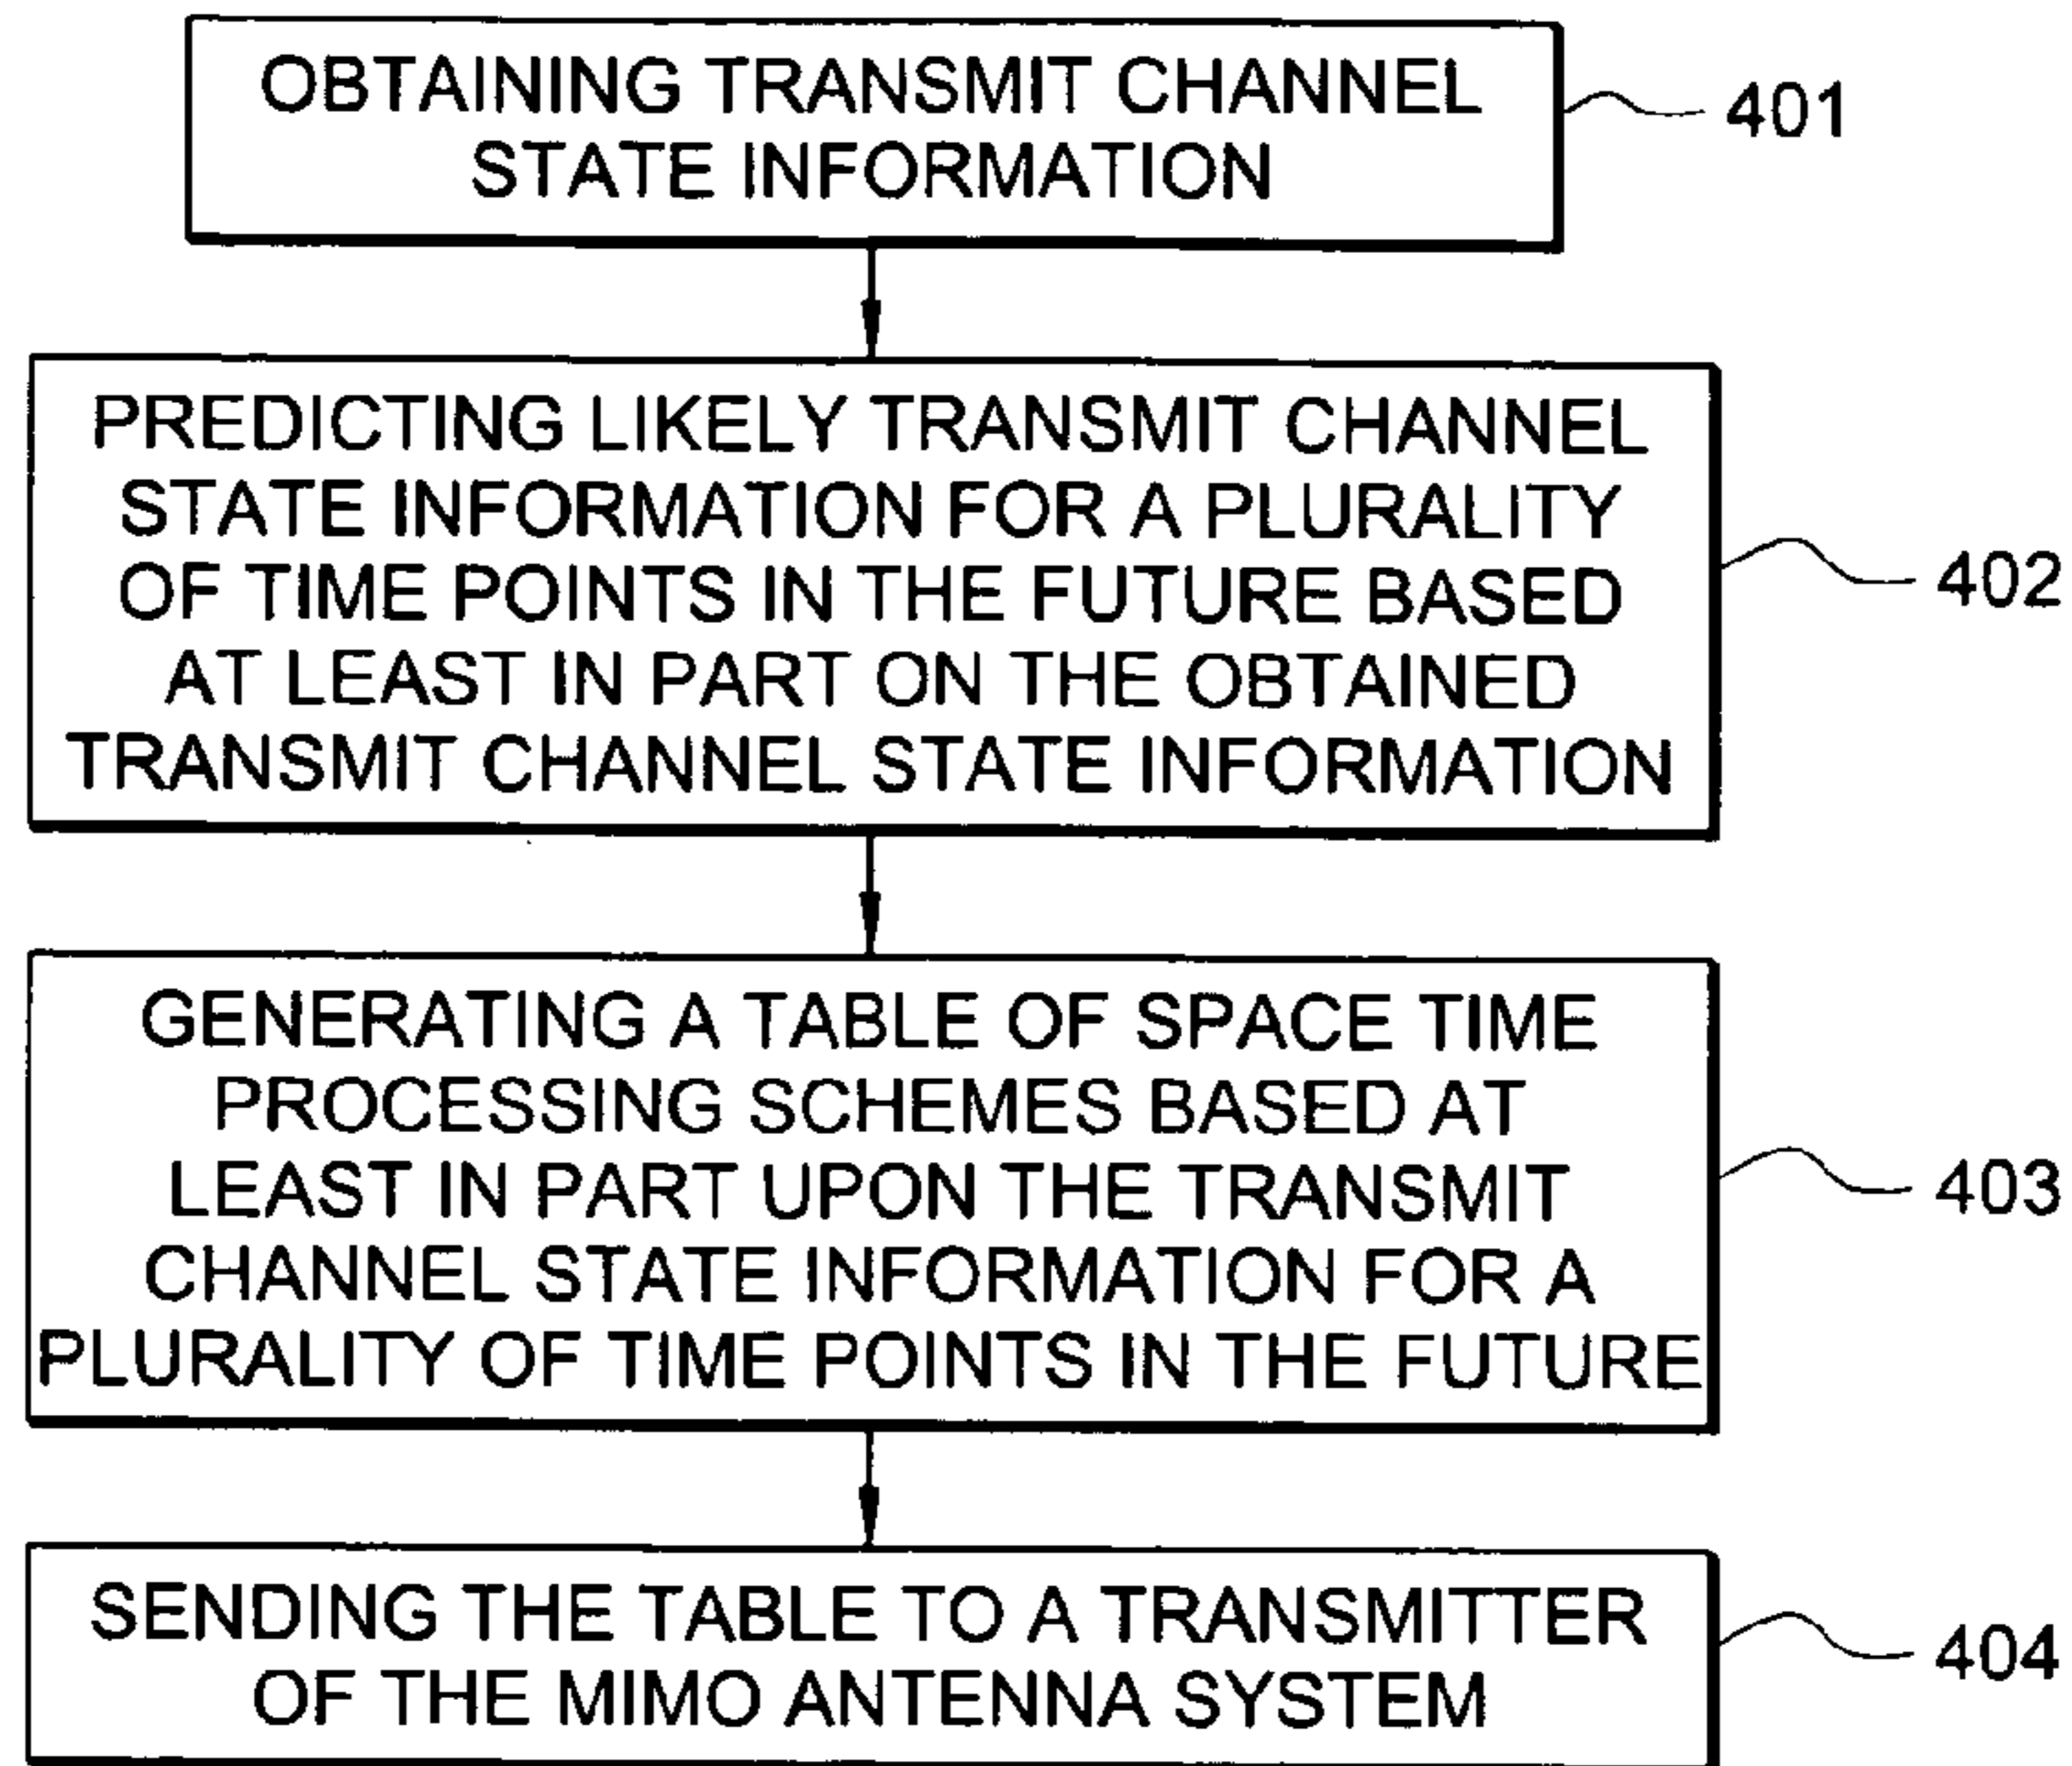 OBTAINING TRANSMIT CHANNEL
STATE INFORMATION
401
PREDICTING LIKELY TRANSMIT CHANNEL
STATE INFORMATION FOR A PLURALITY
OF TIME POINTS IN THE FUTURE BASED
AT LEAST IN PART ON THE OBTAINED
TRANSMIT CHANNEL STATE INFORMATION
402
GENERATING A TABLE OF SPACE TIME
PROCESSING SCHEMES BASED AT
LEAST IN PART UPON THE TRANSMIT
CHANNEL STATE INFORMATION FOR A
PLURALITY OF TIME POINTS IN THE FUTURE
403
SENDING THE TABLE TO A TRANSMITTER
OF THE MIMO ANTENNA SYSTEM
404